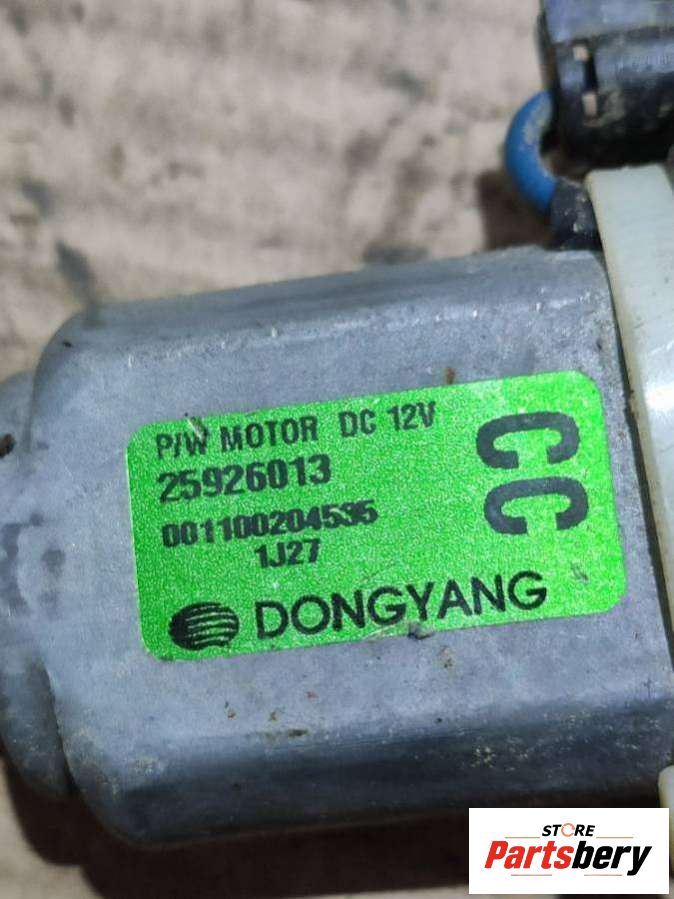 P/W MOTOR DC 12V
25926013
001100204535
1J27
CC
DONGYANG
STORE
Partsbery